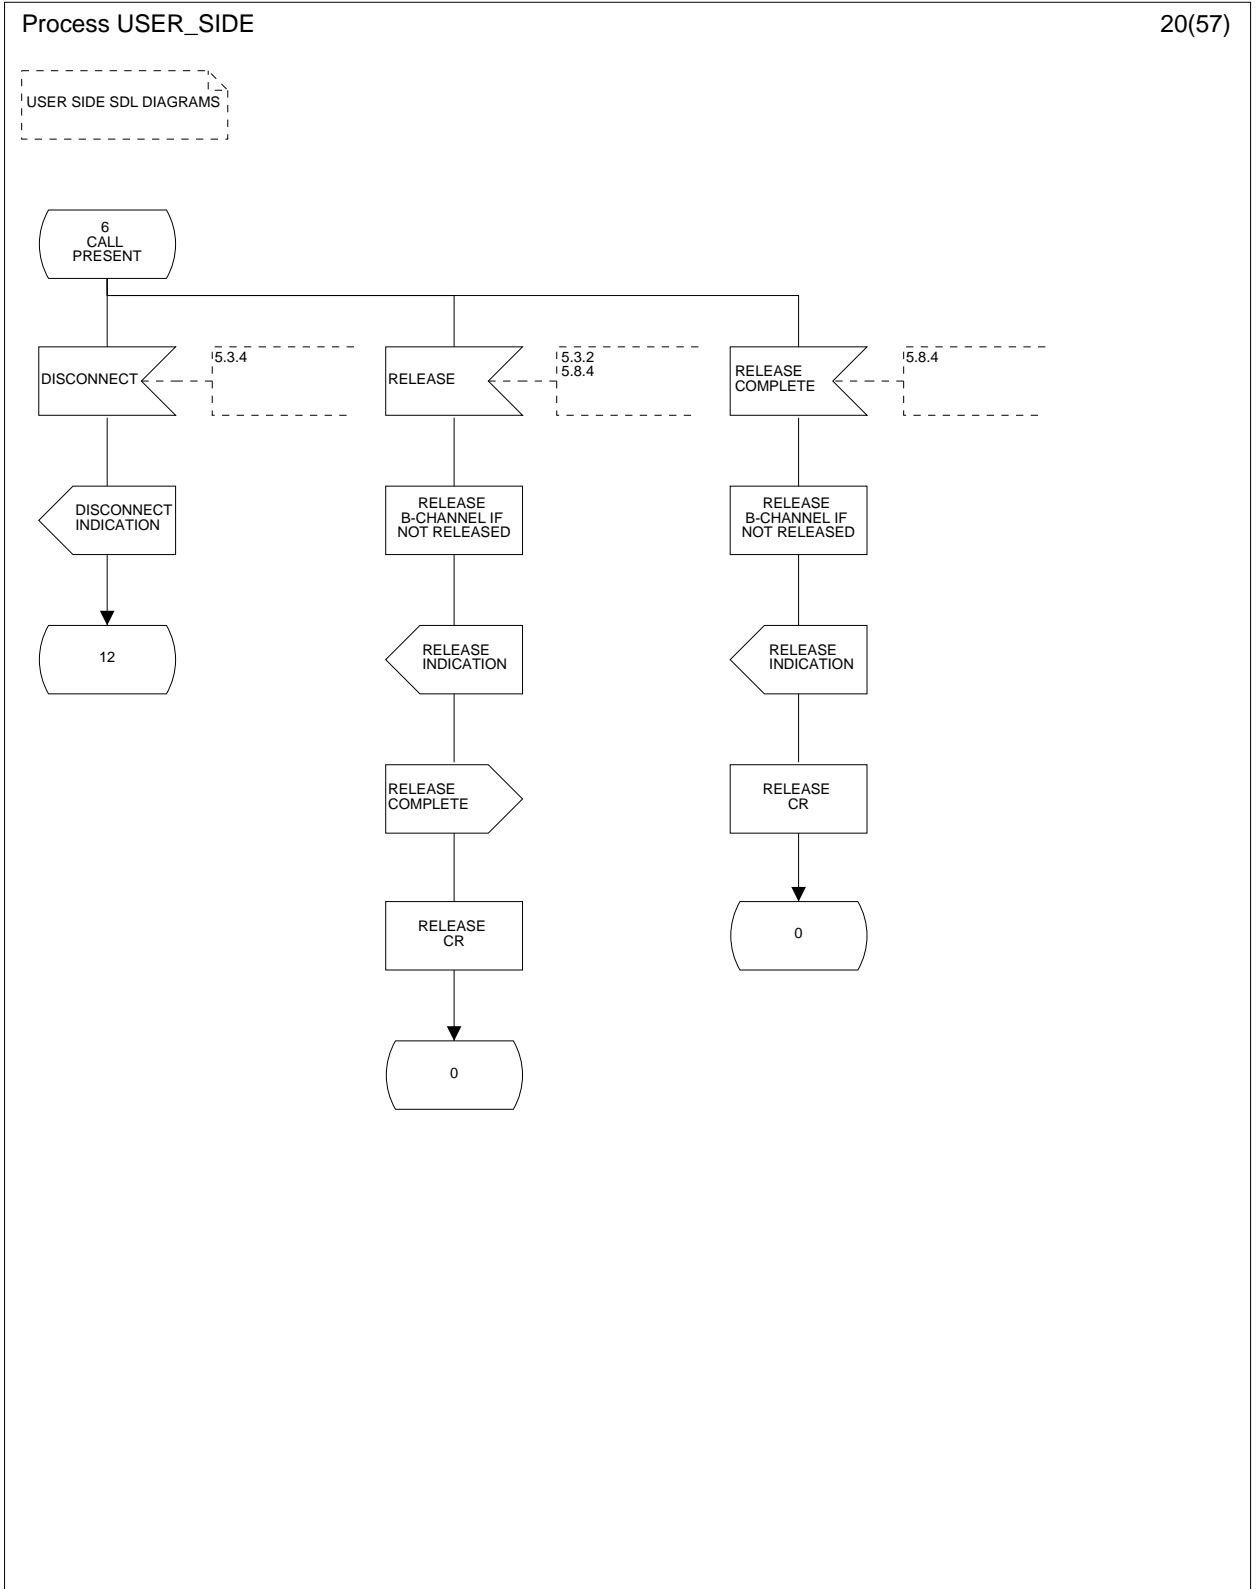 Process USER_SIDE
20(57)
USER SIDE SDL DIAGRAMS
6
CALL
PRESENT
DISCONNECT
5.3.4
RELEASE
5.3.2
5.8.4
RELEASE
COMPLETE
5.8.4
DISCONNECT
INDICATION
RELEASE
B-CHANNEL IF
NOT RELEASED
RELEASE
B-CHANNEL IF
NOT RELEASED
12
RELEASE
INDICATION
RELEASE
INDICATION
RELEASE
COMPLETE
RELEASE
CR
RELEASE
CR
0
0